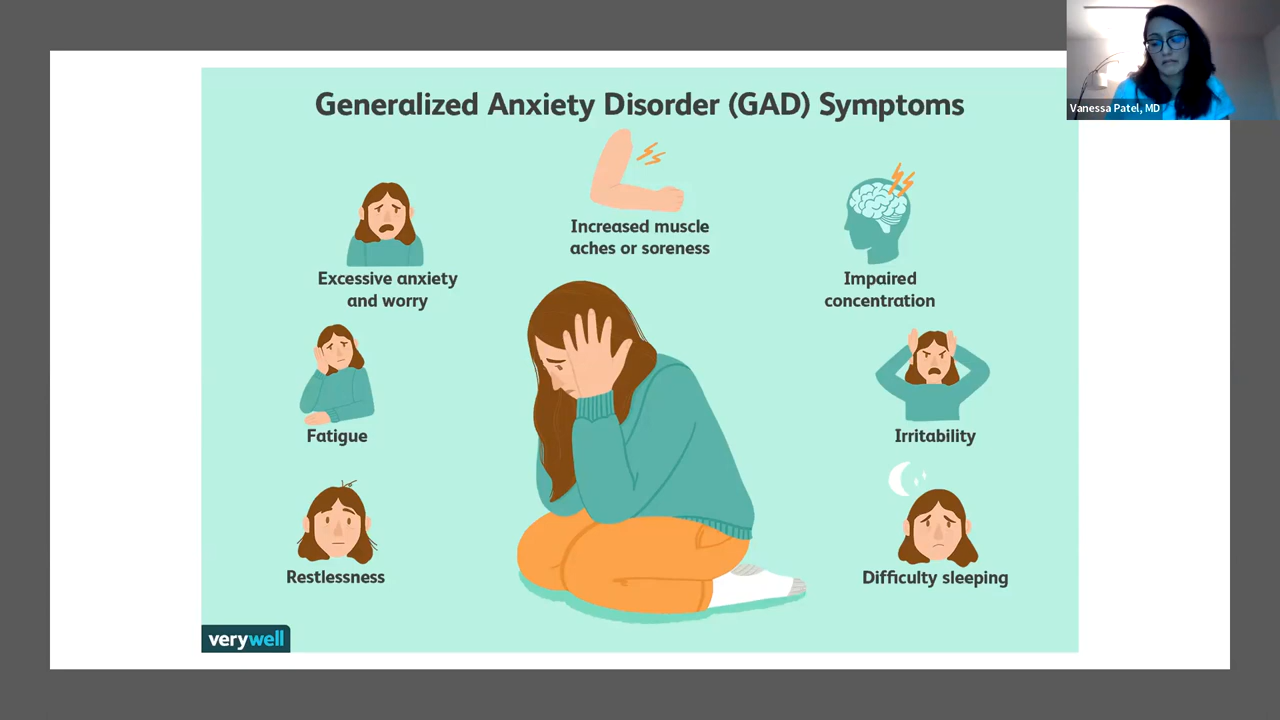 Generalized Anxiety Disorder (GAD) Symptoms
Vanessa Patel, MD
Increased muscle
aches or soreness
Excessive anxiety
and worry
Impaired
concentration
Fatigue
Irritability
Restlessness
Difficulty sleeping
verywell